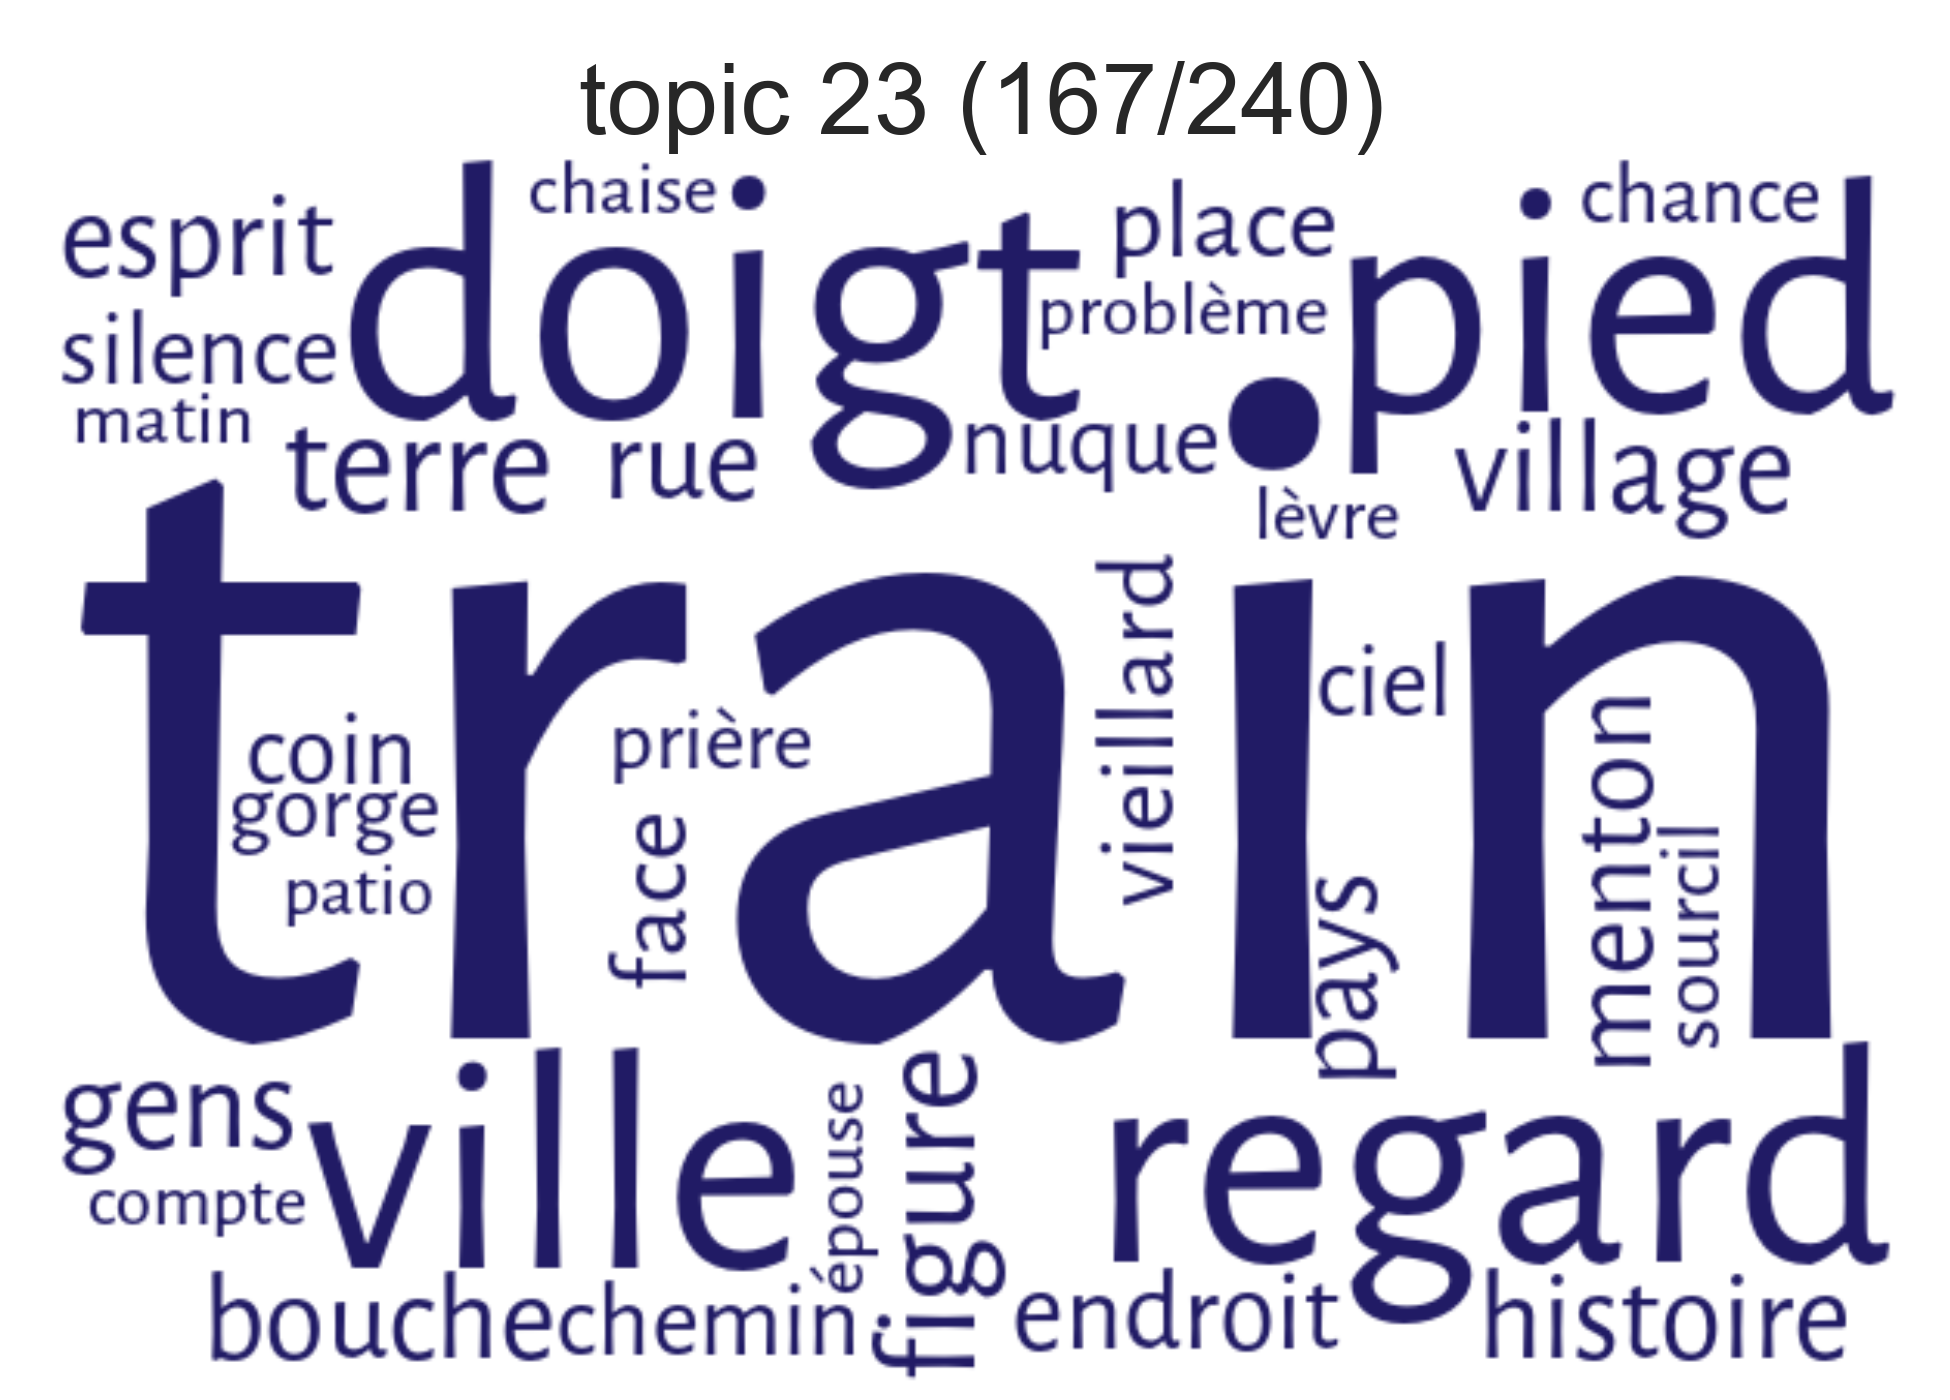 topic 23 (167/240)
chaise
chance
esprit
doigt
place
pied
problème
silence
matin
terre
rue
nuque
village
lèvre
train
vieillard
ciel
coin
prière
menton
gorge
face
sourcil
patio
pays
gens
ville
épouse
figure
regard
compte
bouche
chemin
endroit
histoire